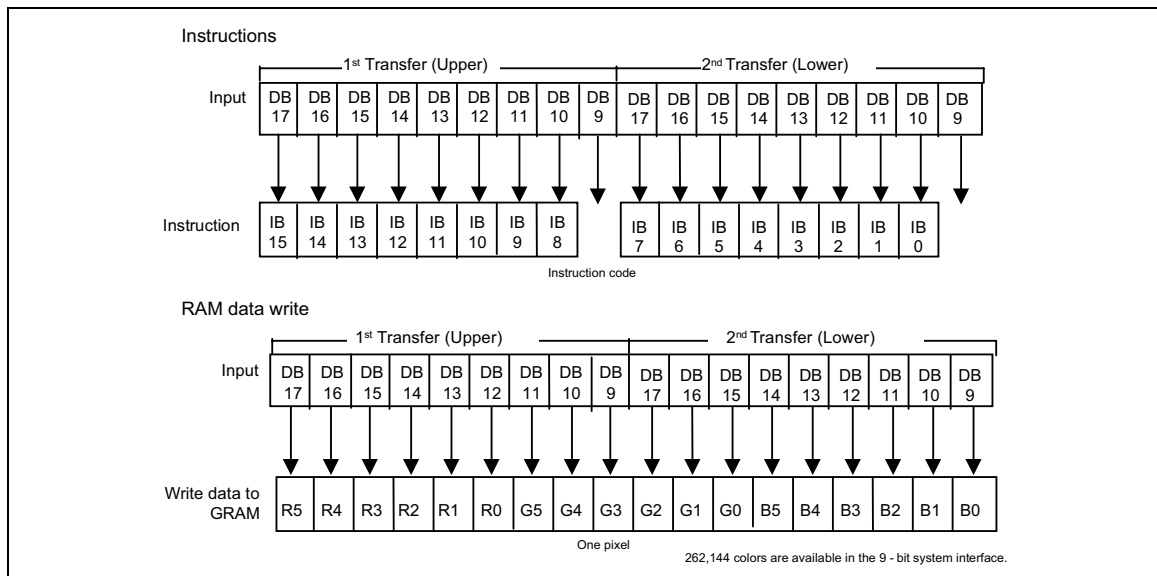 Instructions
1st Transfer (Upper) 2nd Transfer (Lower)
Input DB 17 DB 16 DB 15 DB 14 DB 13 DB 12 DB 11 DB 10 DB 9 DB 17 DB 16 DB 15 DB 14 DB 13 DB 12 DB 11 DB 10 DB 9
Instruction IB 15 IB 14 IB 13 IB 12 IB 11 IB 10 IB 9 IB 8 IB 7 IB 6 IB 5 IB 4 IB 3 IB 2 IB 1 IB 0
Instruction code
RAM data write
1st Transfer (Upper) 2nd Transfer (Lower)
Input DB 17 DB 16 DB 15 DB 14 DB 13 DB 12 DB 11 DB 10 DB 9 DB 17 DB 16 DB 15 DB 14 DB 13 DB 12 DB 11 DB 10 DB 9
Write data to
GRAM R5 R4 R3 R2 R1 R0 G5 G4 G3 G2 G1 G0 B5 B4 B3 B2 B1 B0
One pixel
262,144 colors are available in the 9 - bit system interface.